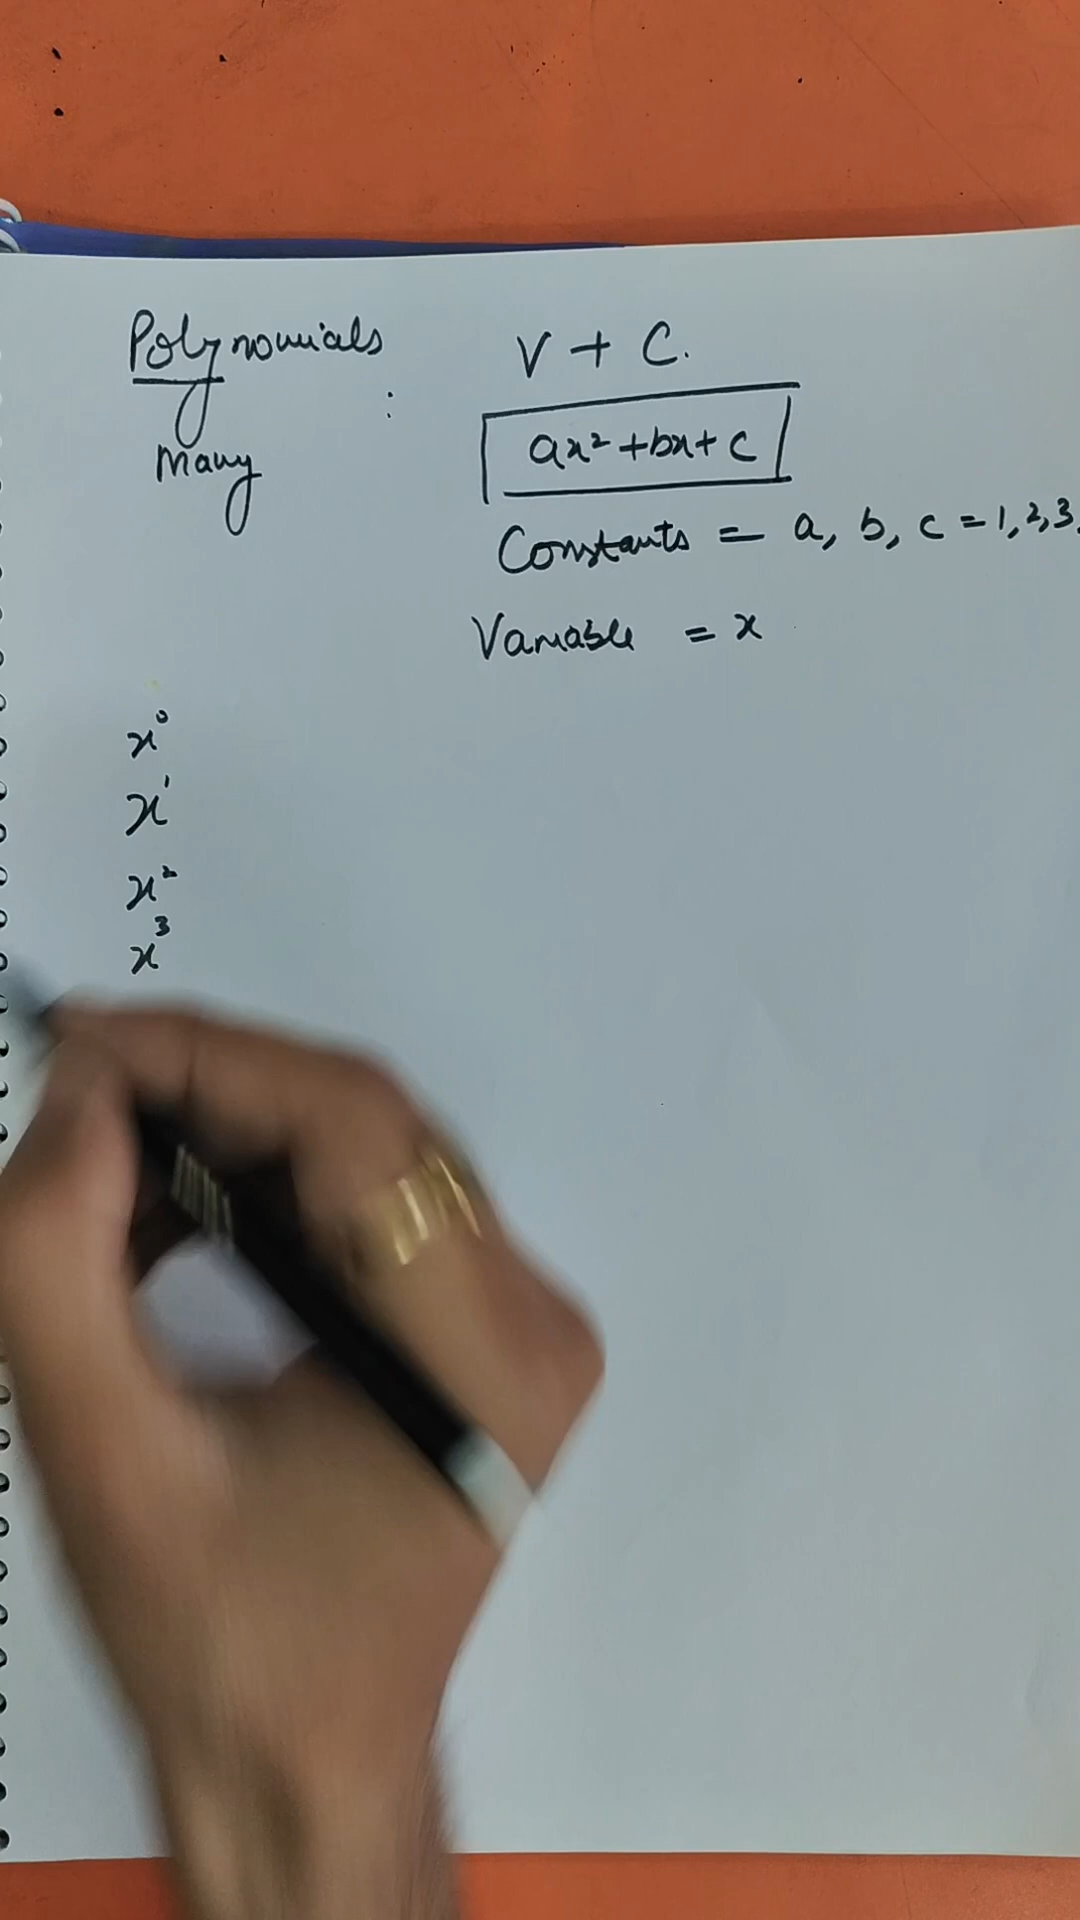 Polynomials : V + C.
Many
ax² + bx + c
Constants = a, b, c = 1, 2, 3,
Variable = x
x⁰
x¹
x²
x³